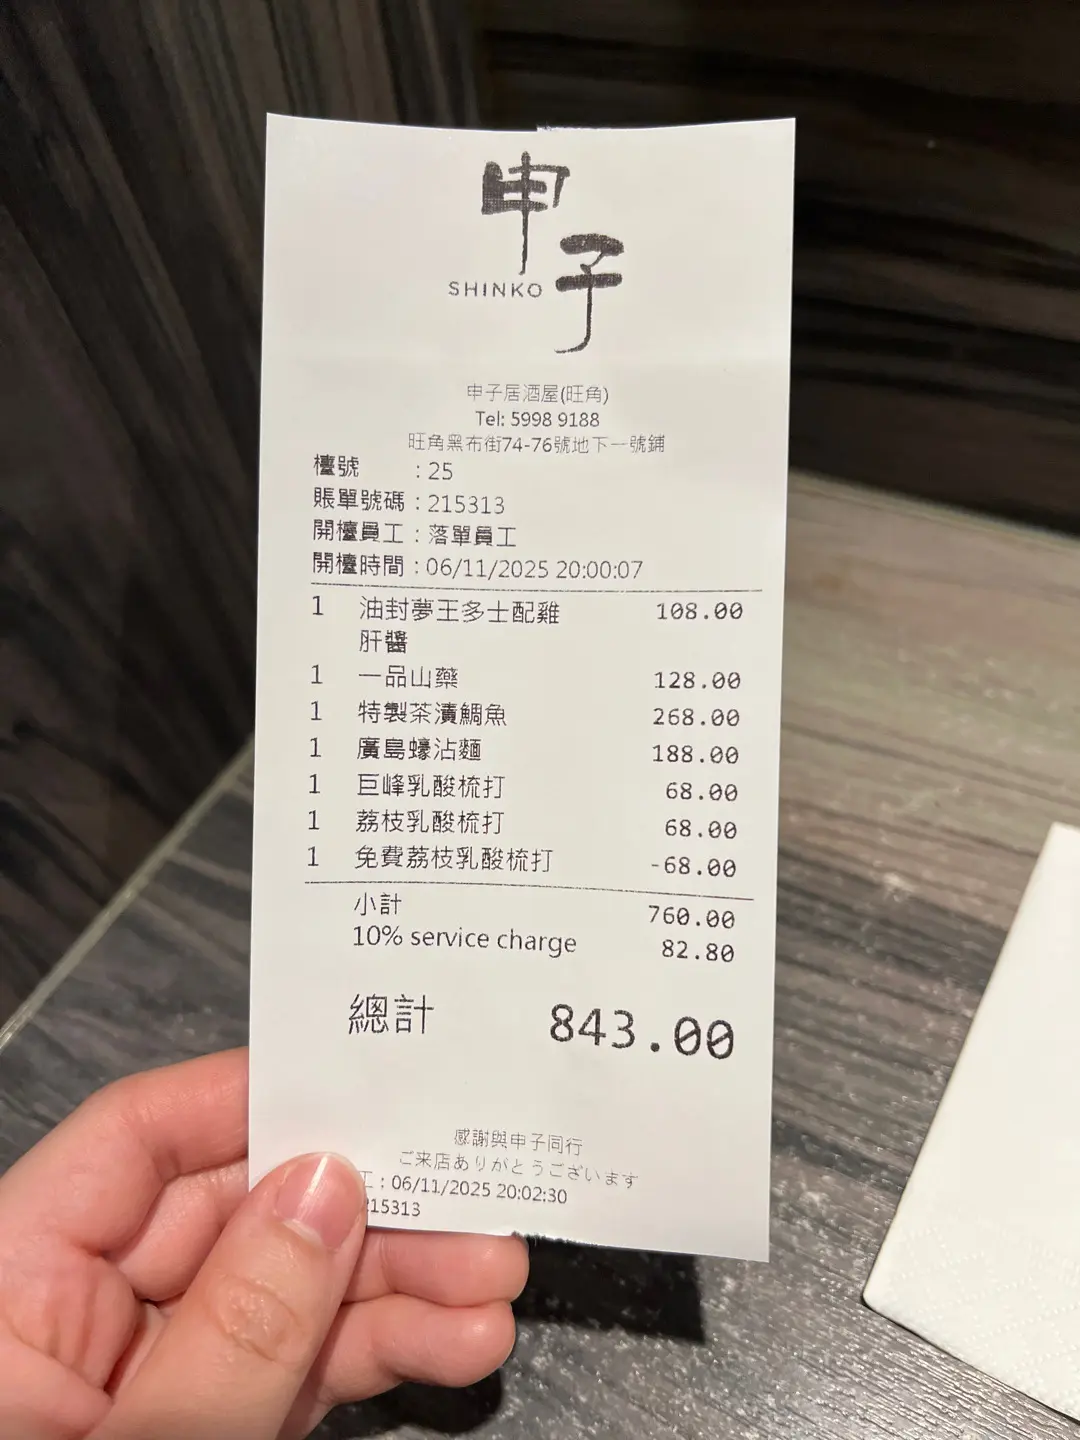 申子
SHINKO
申子居酒屋(旺角)
Tel: 5998 9188
旺角黑布街74-76號地下一號鋪
檯號 : 25
賬單號碼 : 215313
開檯員工 : 落單員工
開檯時間 : 06/11/2025 20:00:07
1 油封夢王多士配雞 108.00
肝醬
1 一品山藥 128.00
1 特製茶漬鯛魚 268.00
1 廣島蠔沾麵 188.00
1 巨峰乳酸梳打 68.00
1 荔枝乳酸梳打 68.00
1 免費荔枝乳酸梳打 -68.00
小計 760.00
10% service charge 82.80
總計 843.00
感謝與申子同行
ご来店ありがとうございます
工 : 06/11/2025 20:02:30
215313